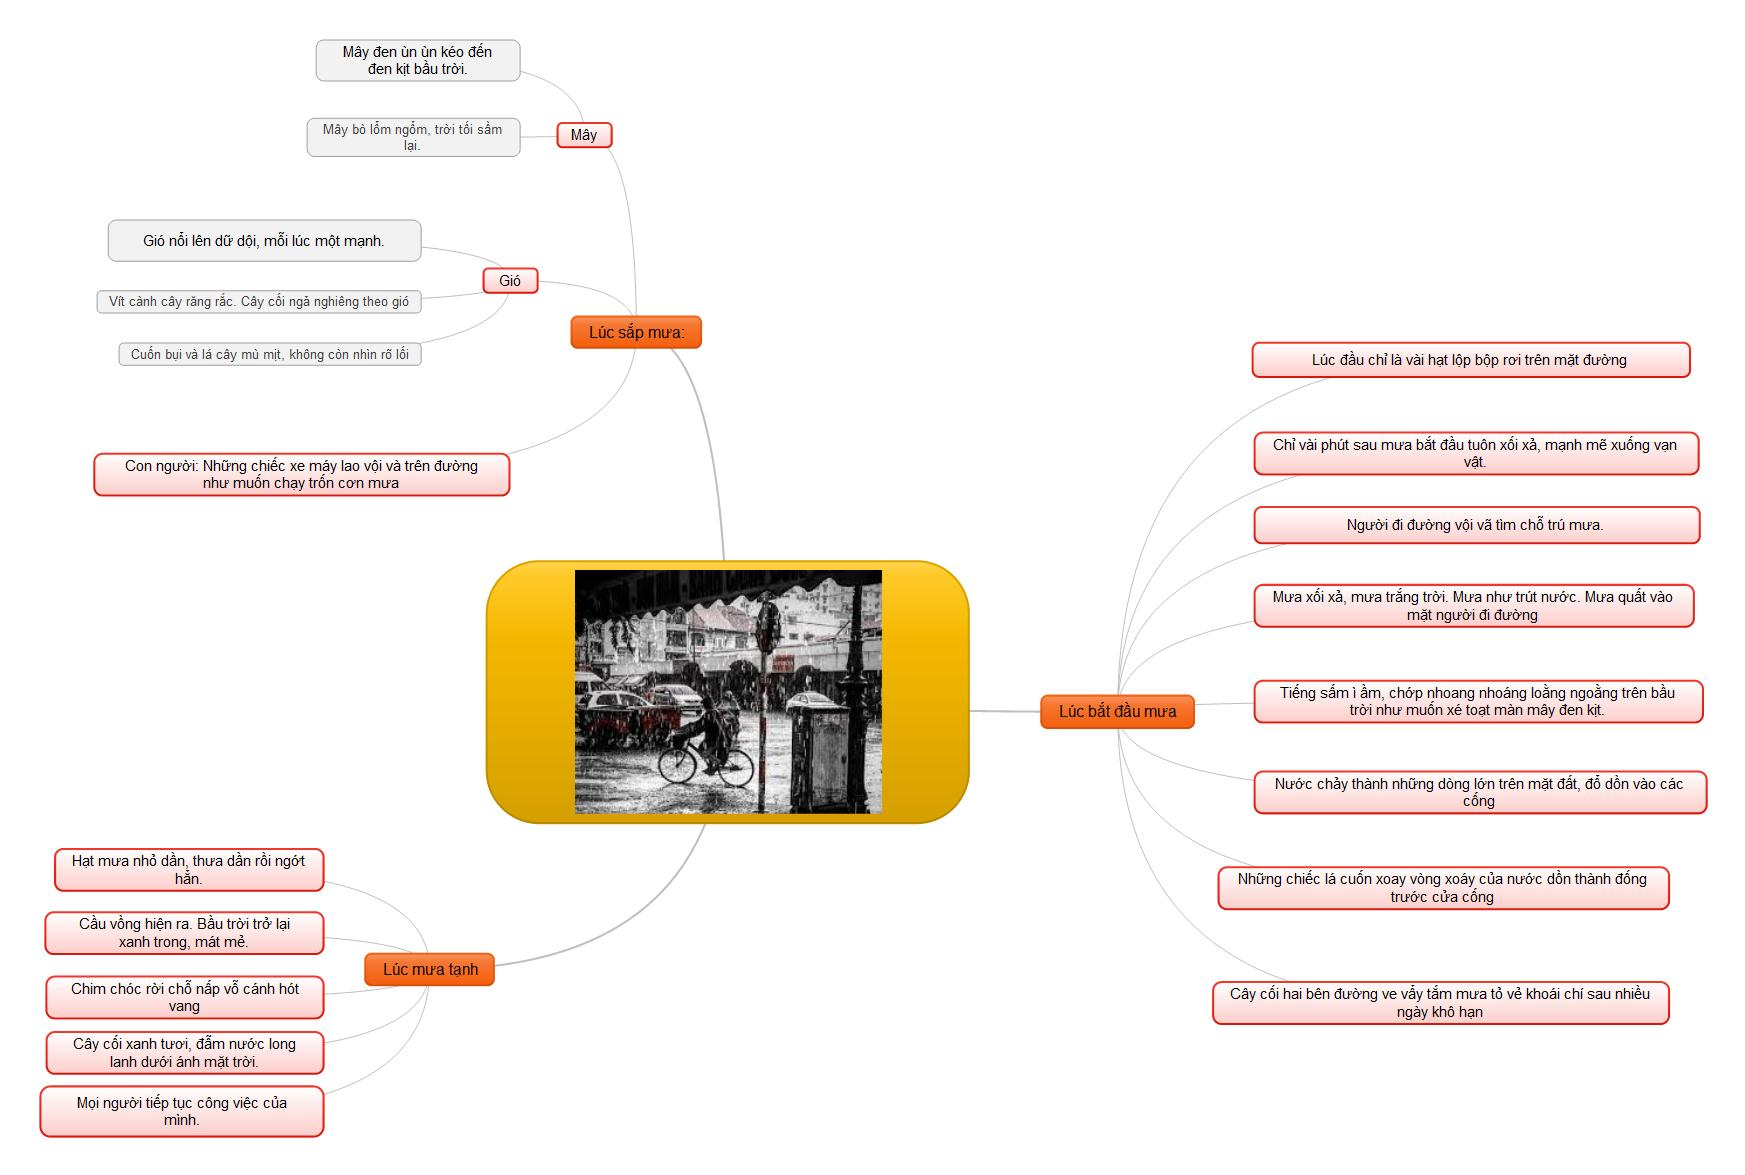 Mây đen ùn ùn kéo đến
đen kịt bầu trời.
Mây bò lổm ngổm, trời tối sầm
lại.
Mây
Gió nổi lên dữ dội, mỗi lúc một mạnh.
Gió
Vít cành cây răng rắc. Cây cối ngả nghiêng theo gió
Cuốn bụi và lá cây mù mịt, không còn nhìn rõ lối
Lúc sắp mưa:
Con người: Những chiếc xe máy lao vội và trên đường
như muốn chạy trốn cơn mưa
Lúc đầu chỉ là vài hạt lộp bộp rơi trên mặt đường
Chỉ vài phút sau mưa bắt đầu tuôn xối xả, mạnh mẽ xuống vạn
vật.
Người đi đường vội vã tìm chỗ trú mưa.
Mưa xối xả, mưa trắng trời. Mưa như trút nước. Mưa quất vào
mặt người đi đường
Tiếng sấm ì ầm, chớp nhoang nhoáng loằng ngoằng trên bầu
trời như muốn xé toạt màn mây đen kịt.
Lúc bắt đầu mưa
Nước chảy thành những dòng lớn trên mặt đất, đổ dồn vào các
cống
Những chiếc lá cuốn xoay vòng xoáy của nước dồn thành đống
trước cửa cống
Cây cối hai bên đường ve vẩy tắm mưa tỏ vẻ khoái chí sau nhiều
ngày khô hạn
Hạt mưa nhỏ dần, thưa dần rồi ngớt
hẳn.
Cầu vồng hiện ra. Bầu trời trở lại
xanh trong, mát mẻ.
Lúc mưa tạnh
Chim chóc rời chỗ nấp vỗ cánh hót
vang
Cây cối xanh tươi, đẫm nước long
lanh dưới ánh mặt trời.
Mọi người tiếp tục công việc của
mình.